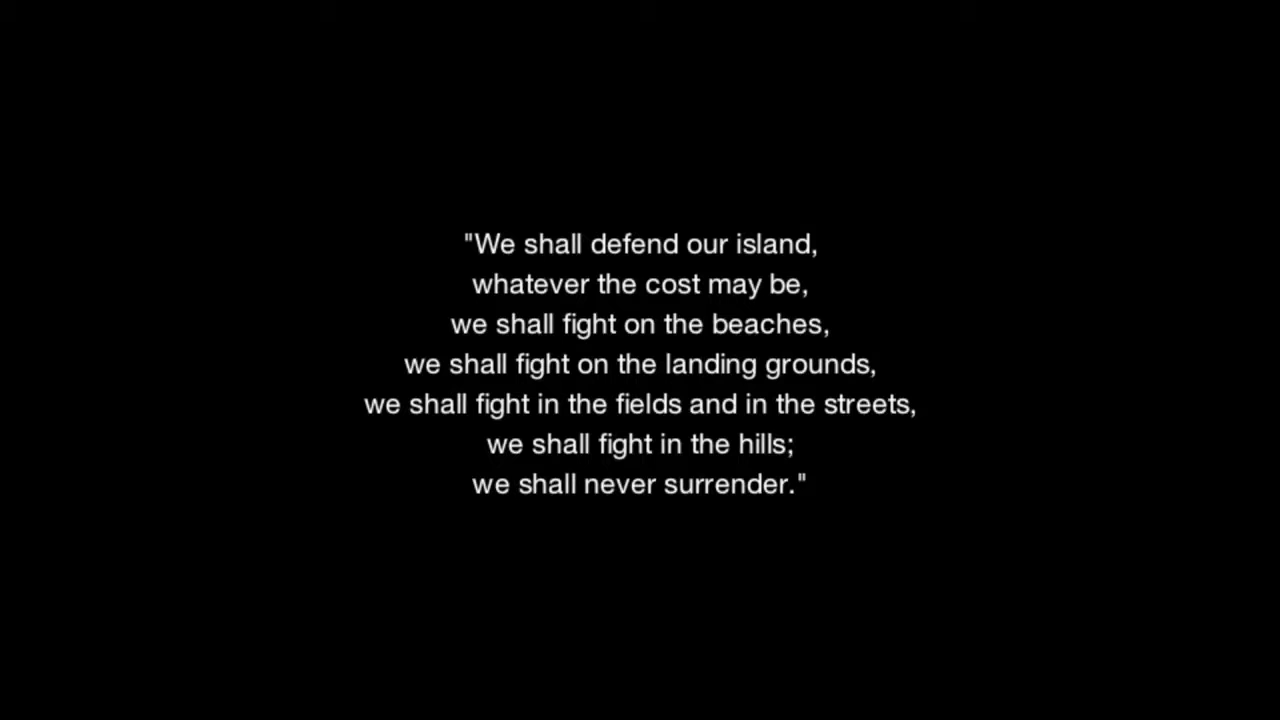 "We shall defend our island,
whatever the cost may be,
we shall fight on the beaches,
we shall fight on the landing grounds,
we shall fight in the fields and in the streets,
we shall fight in the hills;
we shall never surrender."